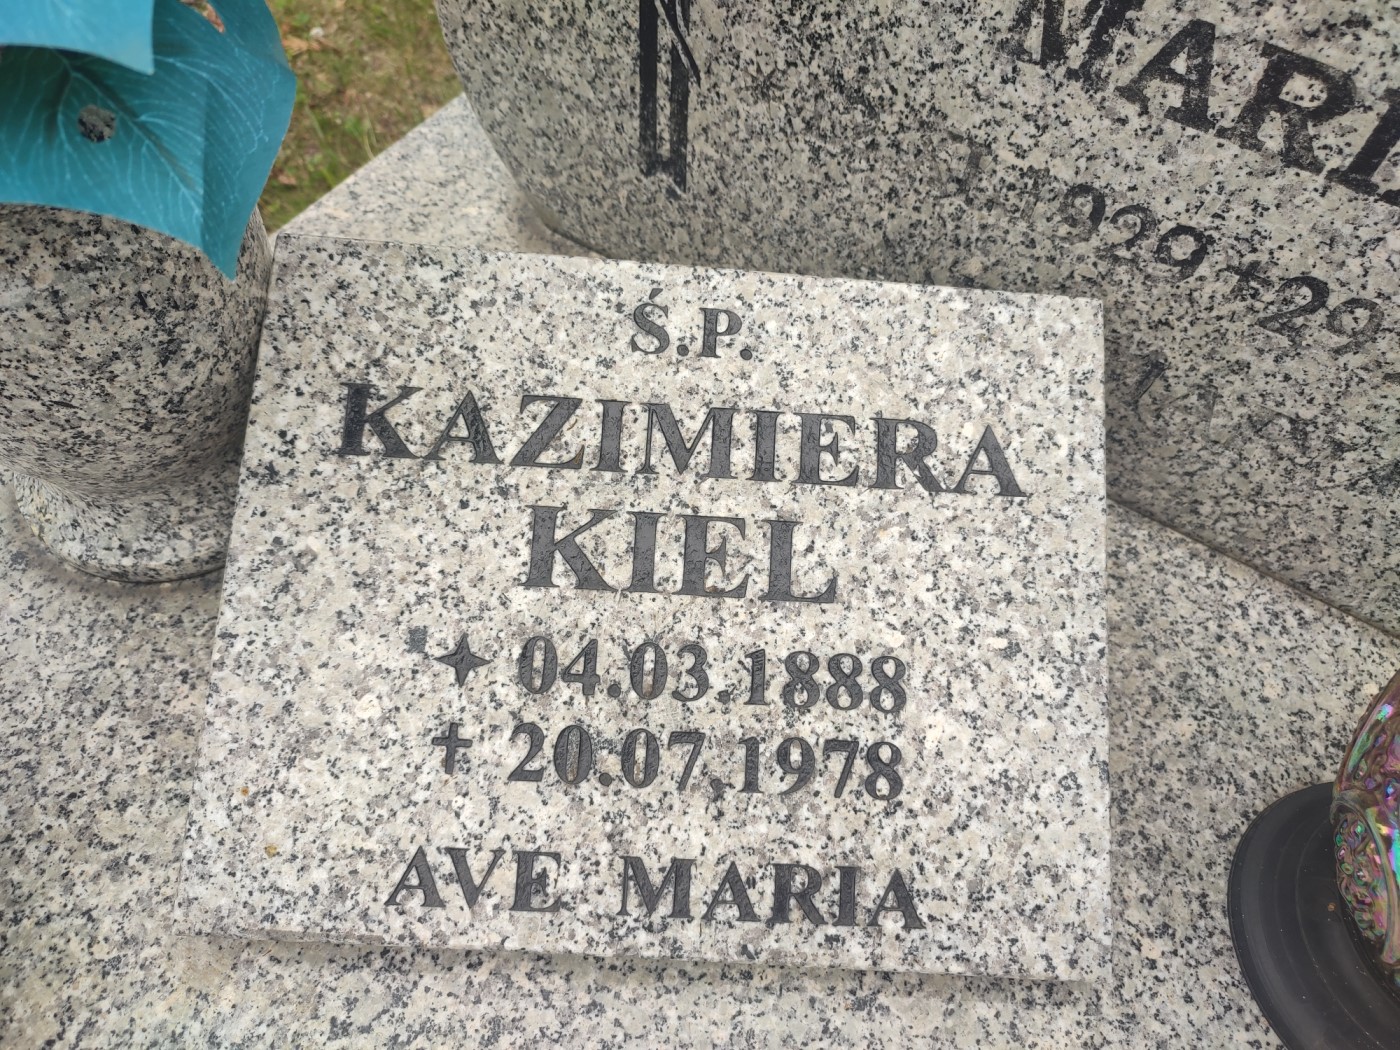 Ś.P.
KAZIMIERA
KIEL
04.03.1888
† 20.07.1978
AVE MARIA